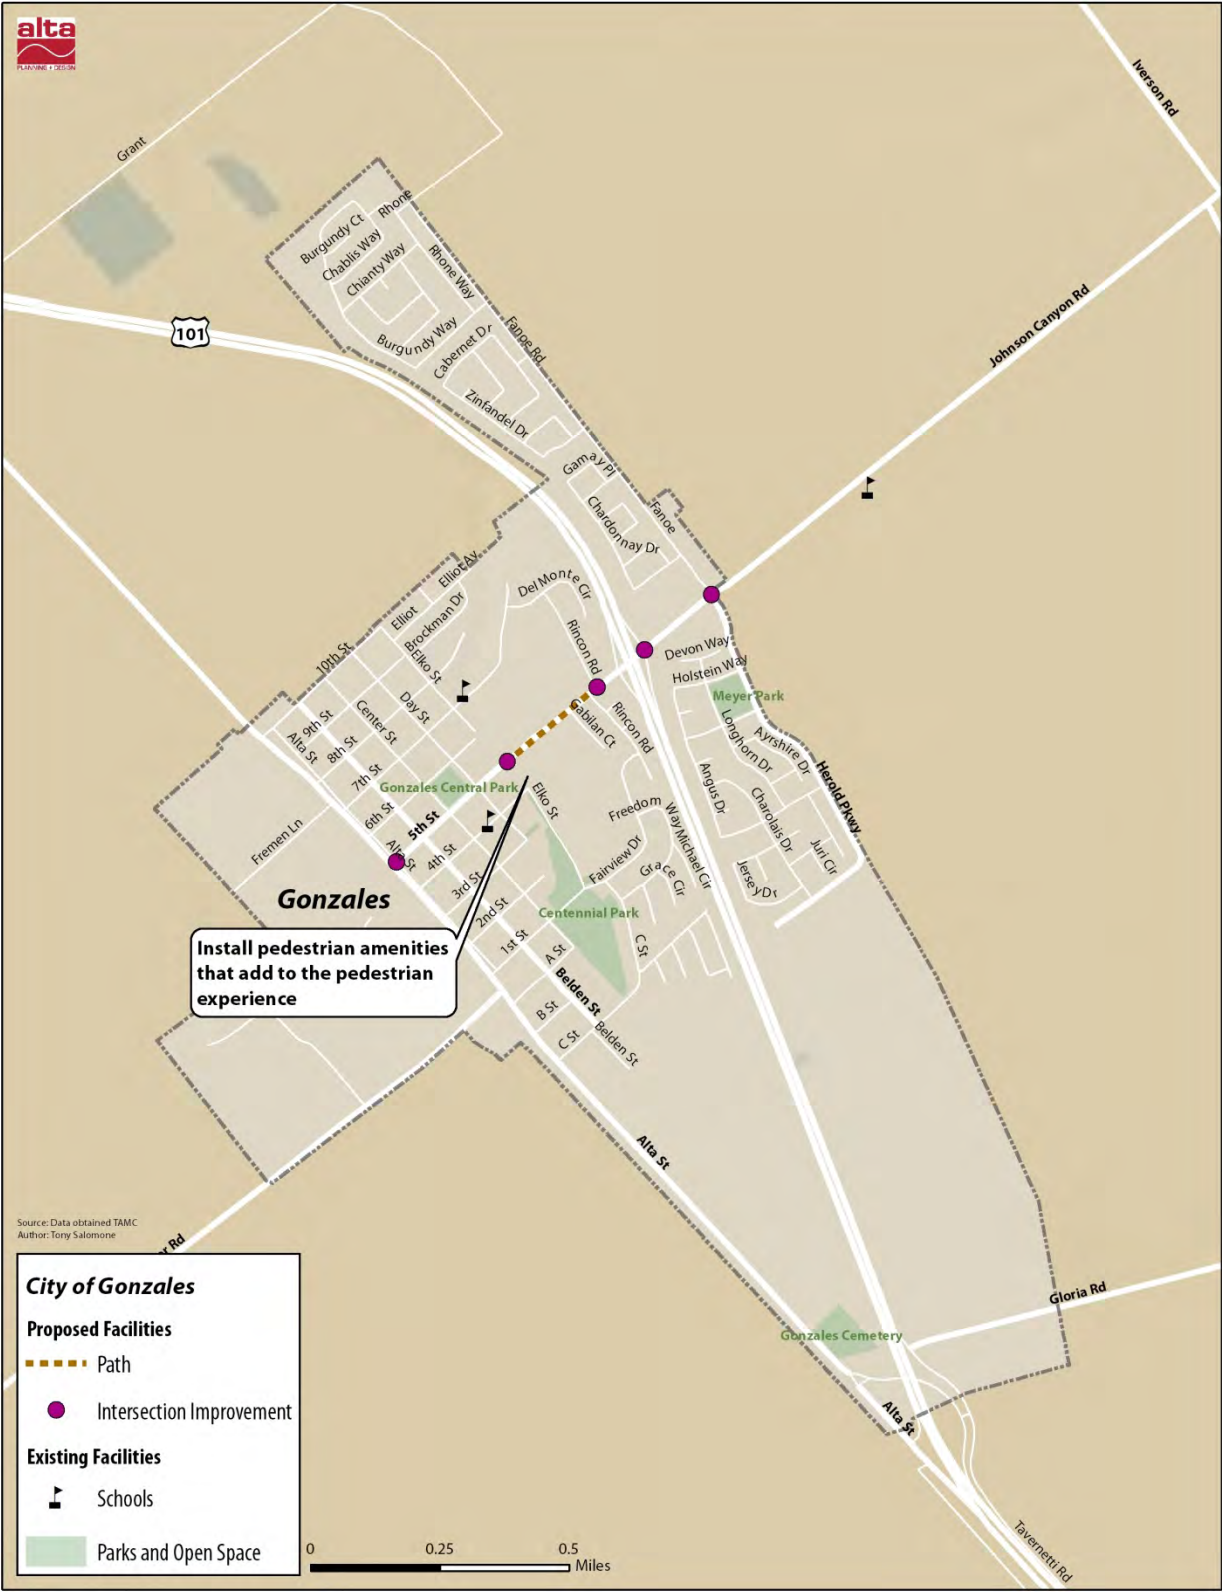 alta
PLANNING + DESIGN
Iverson Rd
Grant
Rhone
Burgundy Ct
Chablis Way
Chianty Way
Rhone Way
Johnson Canyon Rd
101
Burgundy Way
Cabernet Dr
Fanoe Rd
Zinfandel Dr
Gamay Pl
Fanoe
Chardonnay Dr
Elliot Av
Del Monte Cir
Elliot
Brockman Dr
Rincon Rd
Devon Way
10th St
Elko St
Holstein Way
Meyer Park
Day St
Gabilan Ct
Rincon Rd
9th St
Center St
Alta St
8th St
Longhorn Dr
Ayrshire Dr
7th St
Gonzales Central Park
Angus Dr
Herold Pkwy
Elko St
Charolais Dr
6th St
5th St
Freedom
Way
Michael Cir
Fremen Ln
Alta St
4th St
Fairview Dr
Juri Cir
Grace Cir
3rd St
Jersey Dr
Gonzales
2nd St
Centennial Park
1st St
C St
A St
Install pedestrian amenities
that add to the pedestrian
experience
Belden St
B St
C St
Belden St
Alta St
Source: Data obtained TAMC
Author: Tony Salomone
er Rd
Gloria Rd
Gonzales Cemetery
Alta St
Tavernetti Rd
City of Gonzales
Proposed Facilities
Path
Intersection Improvement
Existing Facilities
Schools
Parks and Open Space
0 0.25 0.5
Miles